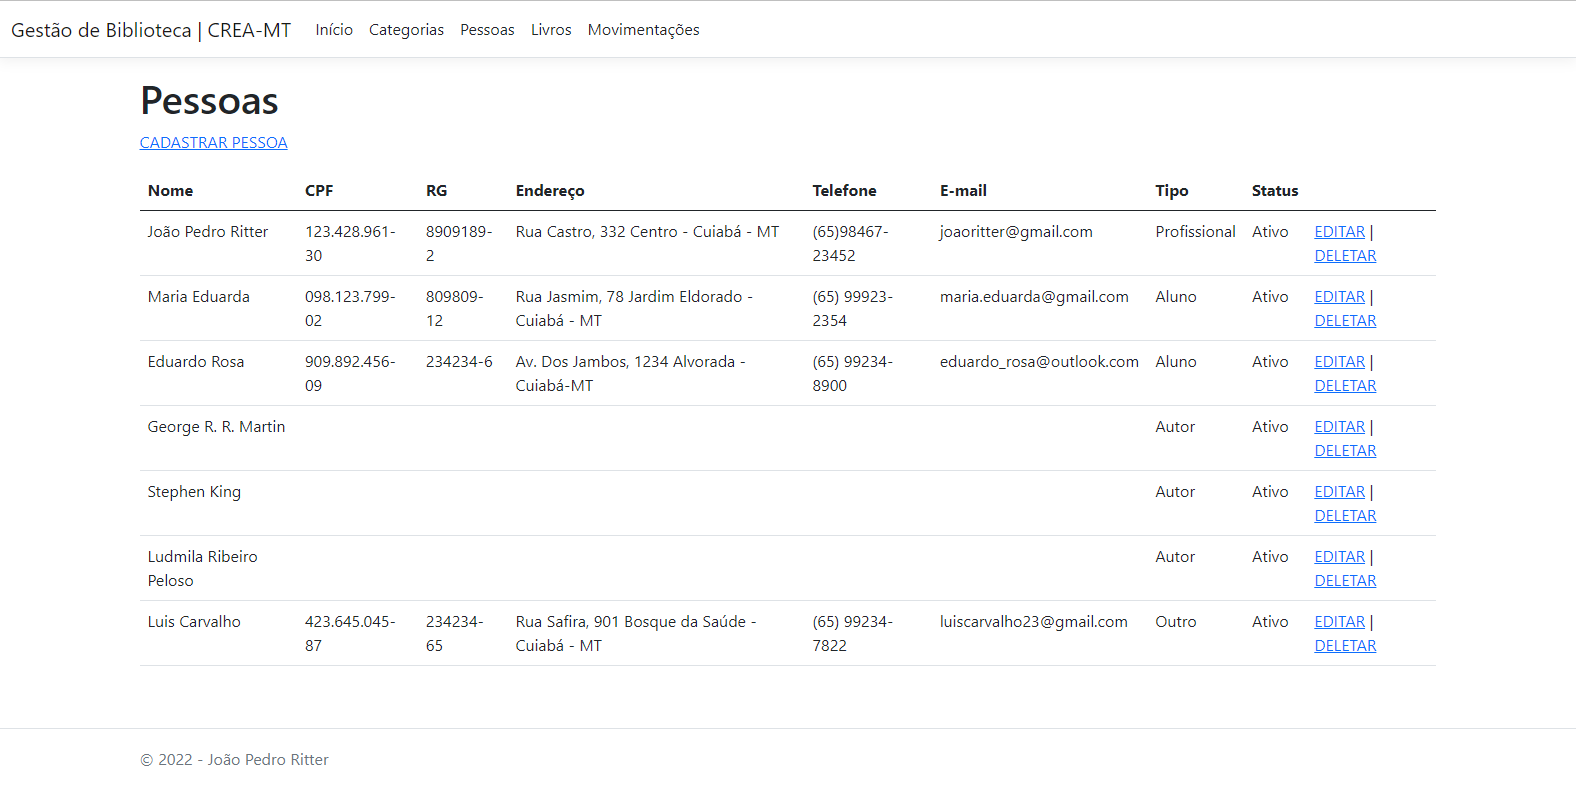 Gestão de Biblioteca | CREA-MT Início Categorias Pessoas Livros Movimentações
Pessoas
CADASTRAR PESSOA
Nome CPF RG Endereço Telefone E-mail Tipo Status
João Pedro Ritter 123.428.961- 8909189- Rua Castro, 332 Centro - Cuiabá - MT (65)98467- joaoritter@gmail.com Profissional Ativo EDITAR |
30 2 23452 DELETAR
Maria Eduarda 098.123.799- 809809- Rua Jasmim, 78 Jardim Eldorado - (65) 99923- maria.eduarda@gmail.com Aluno Ativo EDITAR |
02 12 Cuiabá - MT 2354 DELETAR
Eduardo Rosa 909.892.456- 234234-6 Av. Dos Jambos, 1234 Alvorada - (65) 99234- eduardo_rosa@outlook.com Aluno Ativo EDITAR |
09 Cuiabá-MT 8900 DELETAR
George R. R. Martin Autor Ativo EDITAR |
DELETAR
Stephen King Autor Ativo EDITAR |
DELETAR
Ludmila Ribeiro Autor Ativo EDITAR |
Peloso DELETAR
Luis Carvalho 423.645.045- 234234- Rua Safira, 901 Bosque da Saúde - (65) 99234- luiscarvalho23@gmail.com Outro Ativo EDITAR |
87 65 Cuiabá - MT 7822 DELETAR
© 2022 - João Pedro Ritter